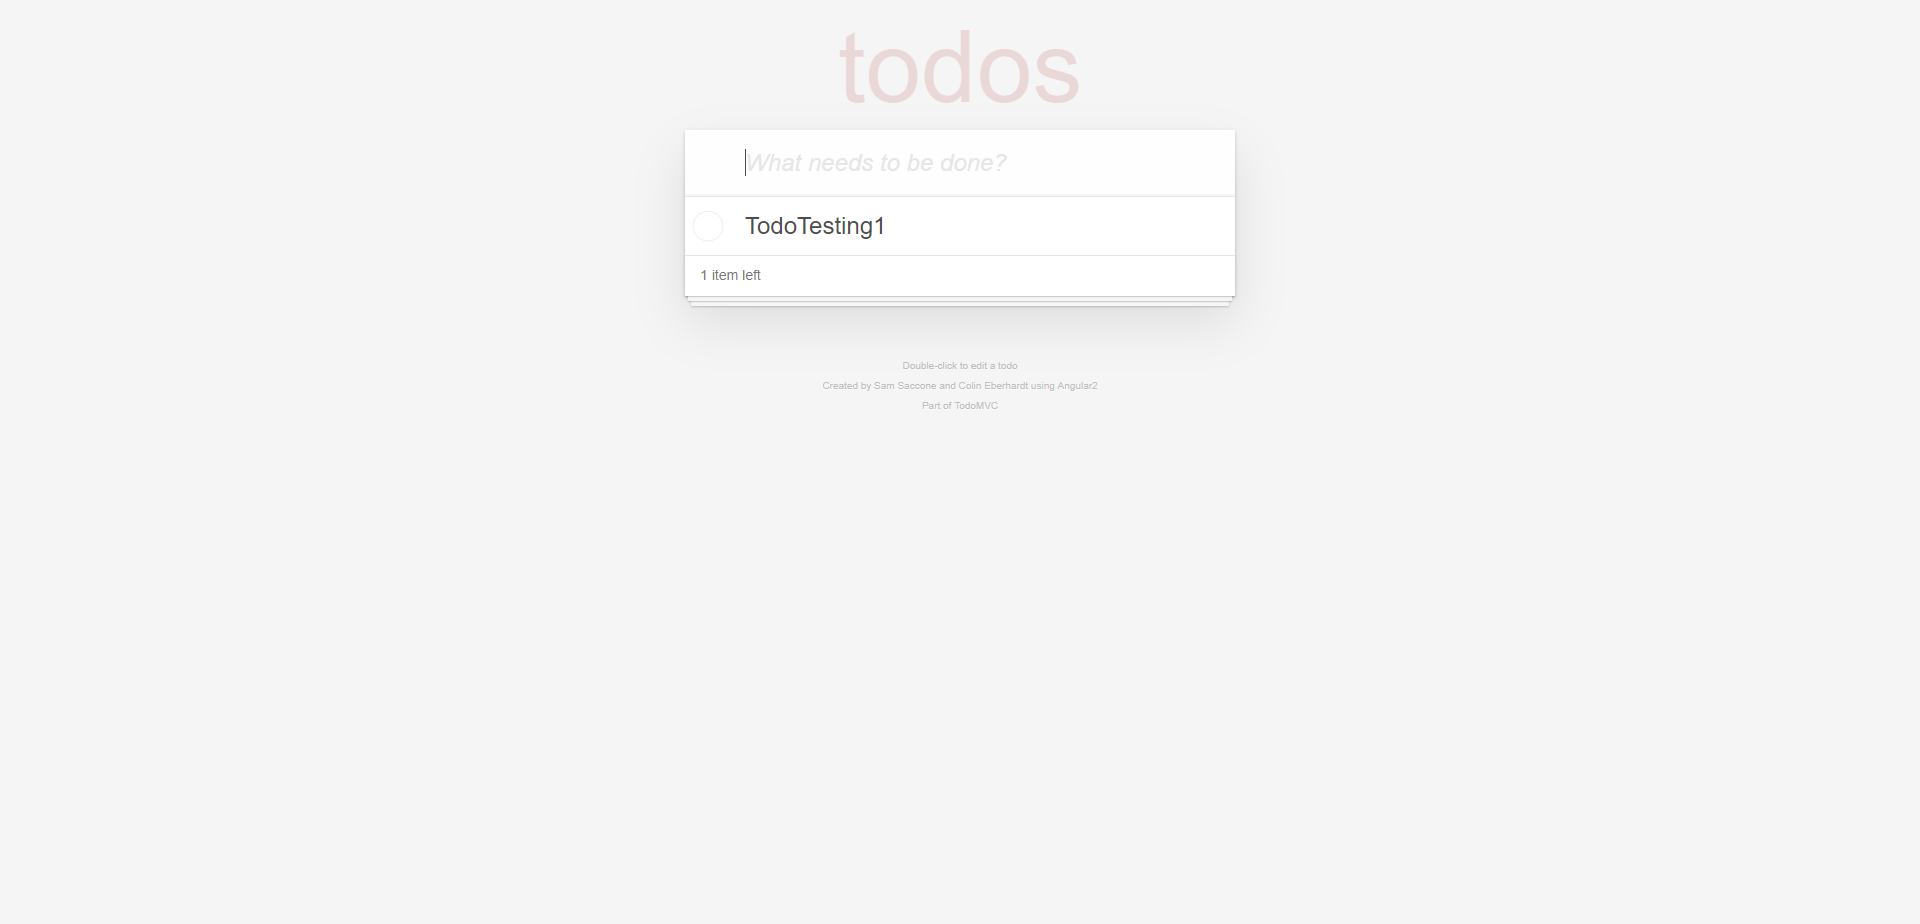 todos
What needs to be done?
TodoTesting1
1 item left
Double-click to edit a todo
Created by Sam Saccone and Colin Eberhardt using Angular2
Part of TodoMVC